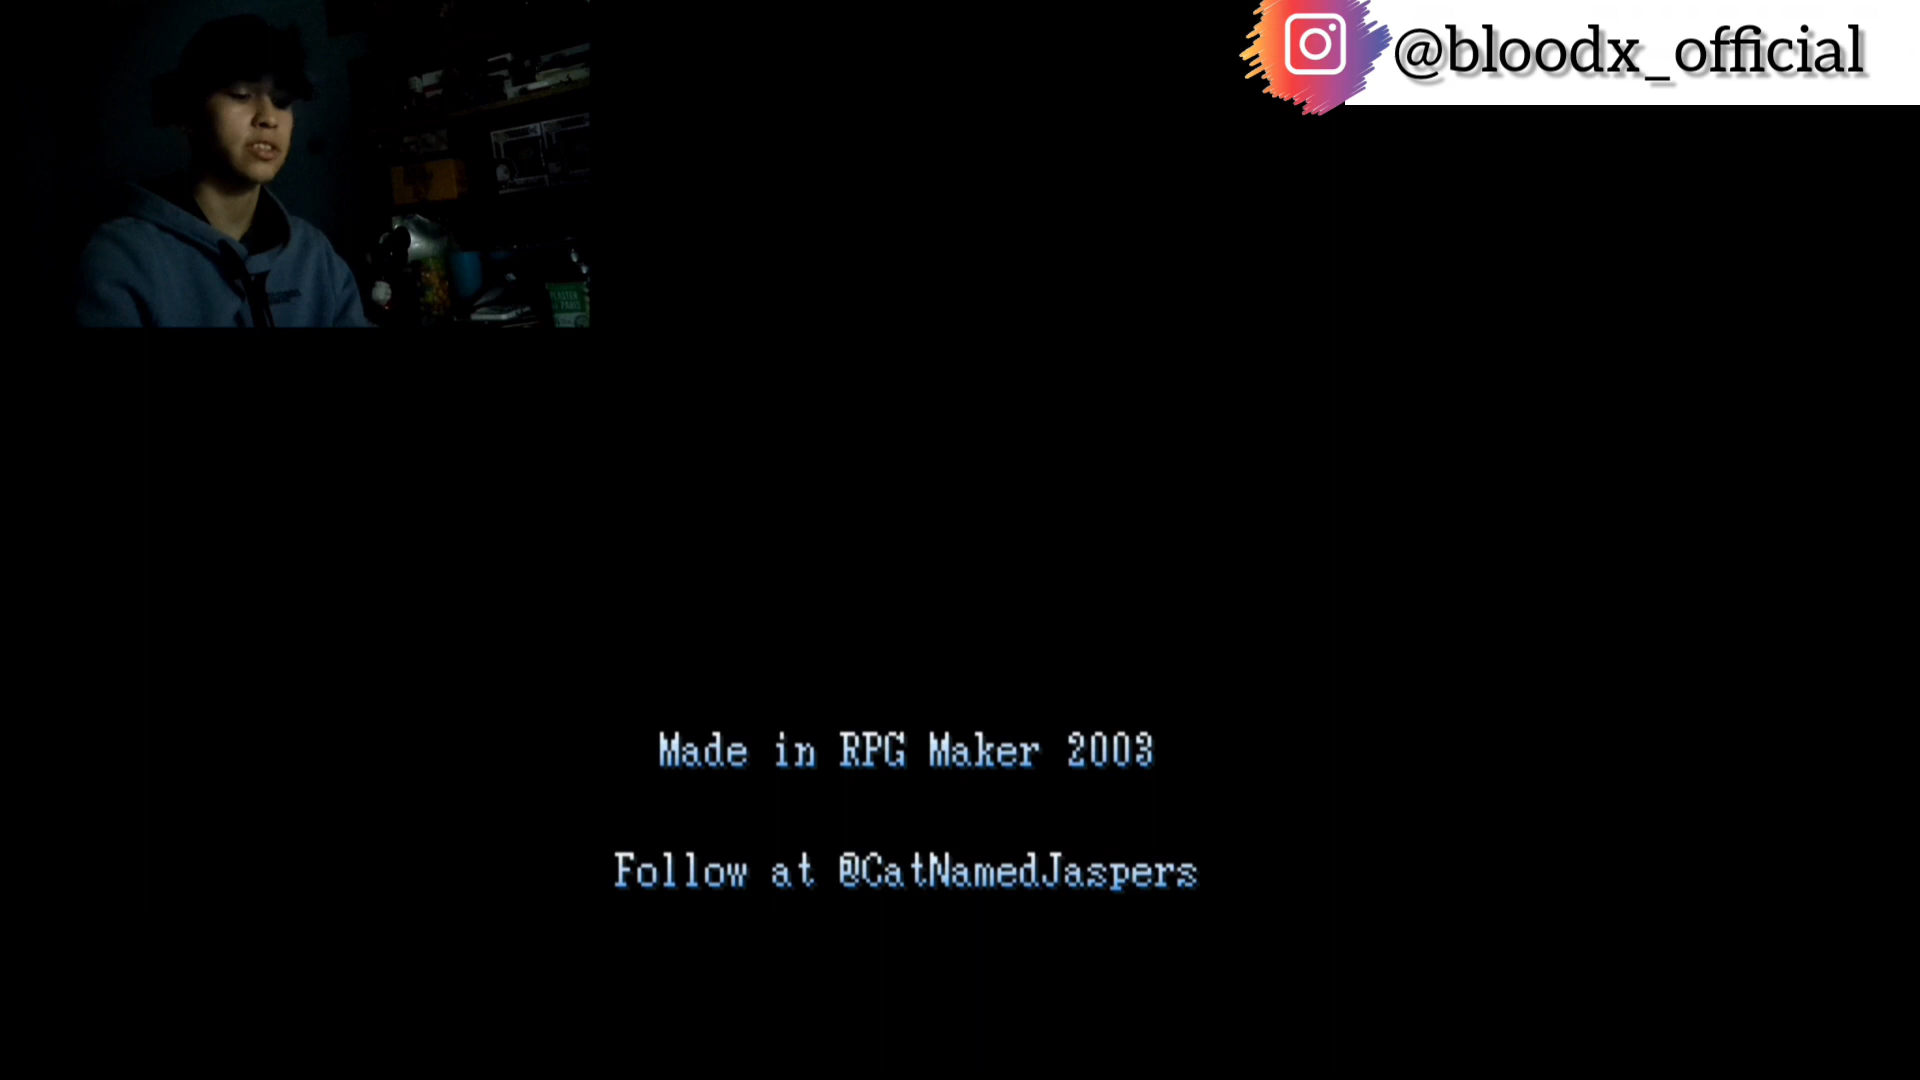 @bloodx_official
Made in RPG Maker 2003
Follow at @CatNamedJaspers